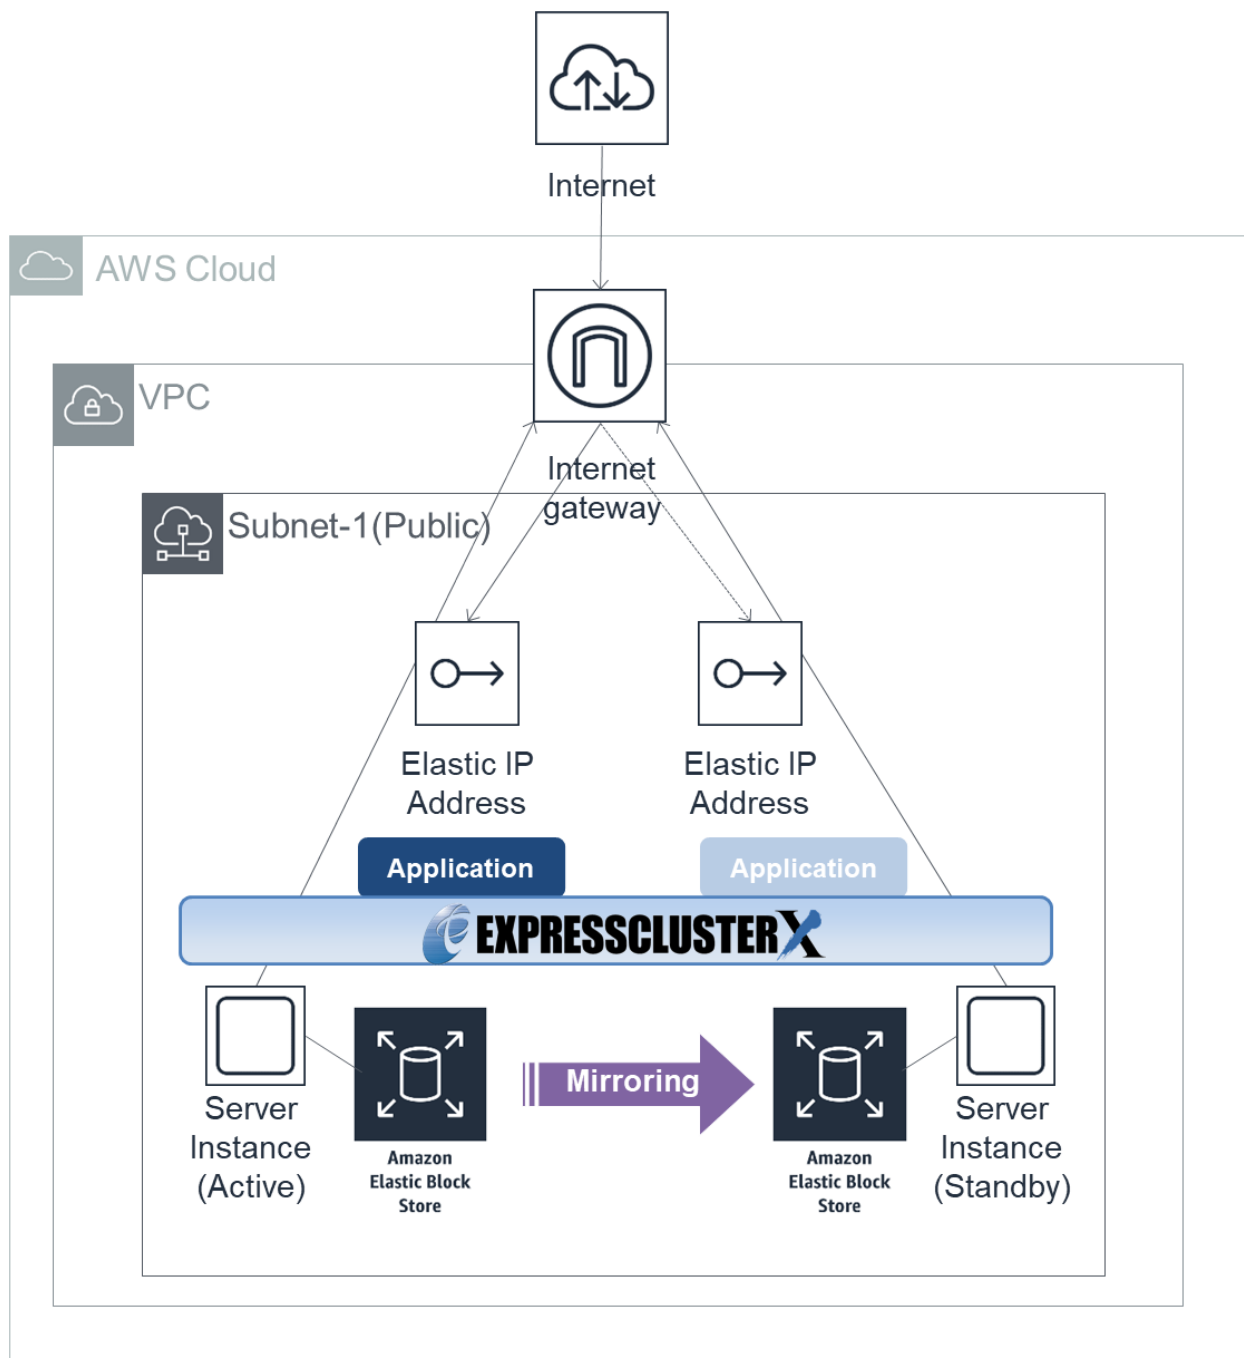 Internet
AWS Cloud
VPC
Internet
gateway
Subnet-1(Public)
Elastic IP
Address
Elastic IP
Address
Application
Application
EXPRESSCLUSTER X
Mirroring
Server
Instance
(Active)
Amazon
Elastic Block
Store
Amazon
Elastic Block
Store
Server
Instance
(Standby)